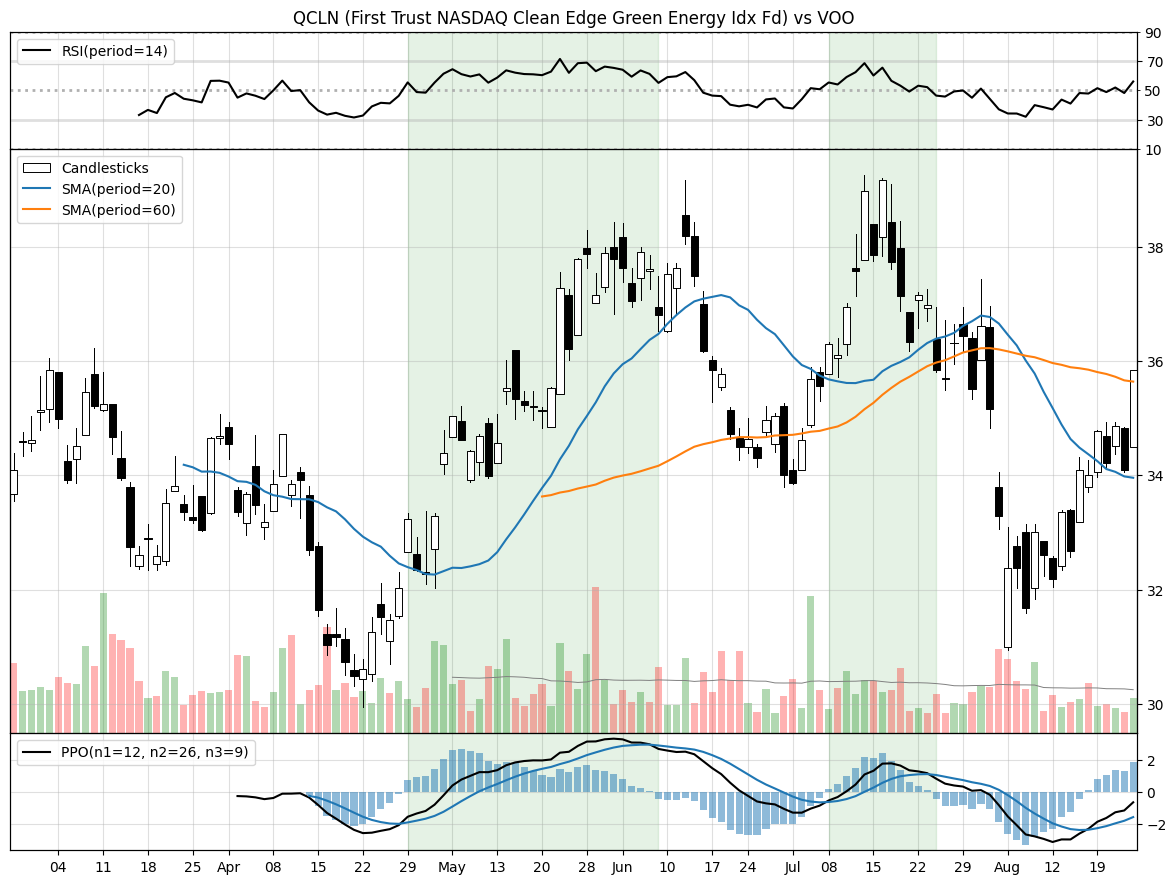 QCLN (First Trust NASDAQ Clean Edge Green Energy Idx Fd) vs VOO
RSI(period=14)
90
70
50
30
10
Candlesticks
SMA(period=20)
SMA(period=60)
38
36
34
32
30
PPO(n1=12, n2=26, n3=9)
2
0
−2
04 11 18 25 Apr 08 15 22 29 May 13 20 28 Jun 10 17 24 Jul 08 15 22 29 Aug 12 19